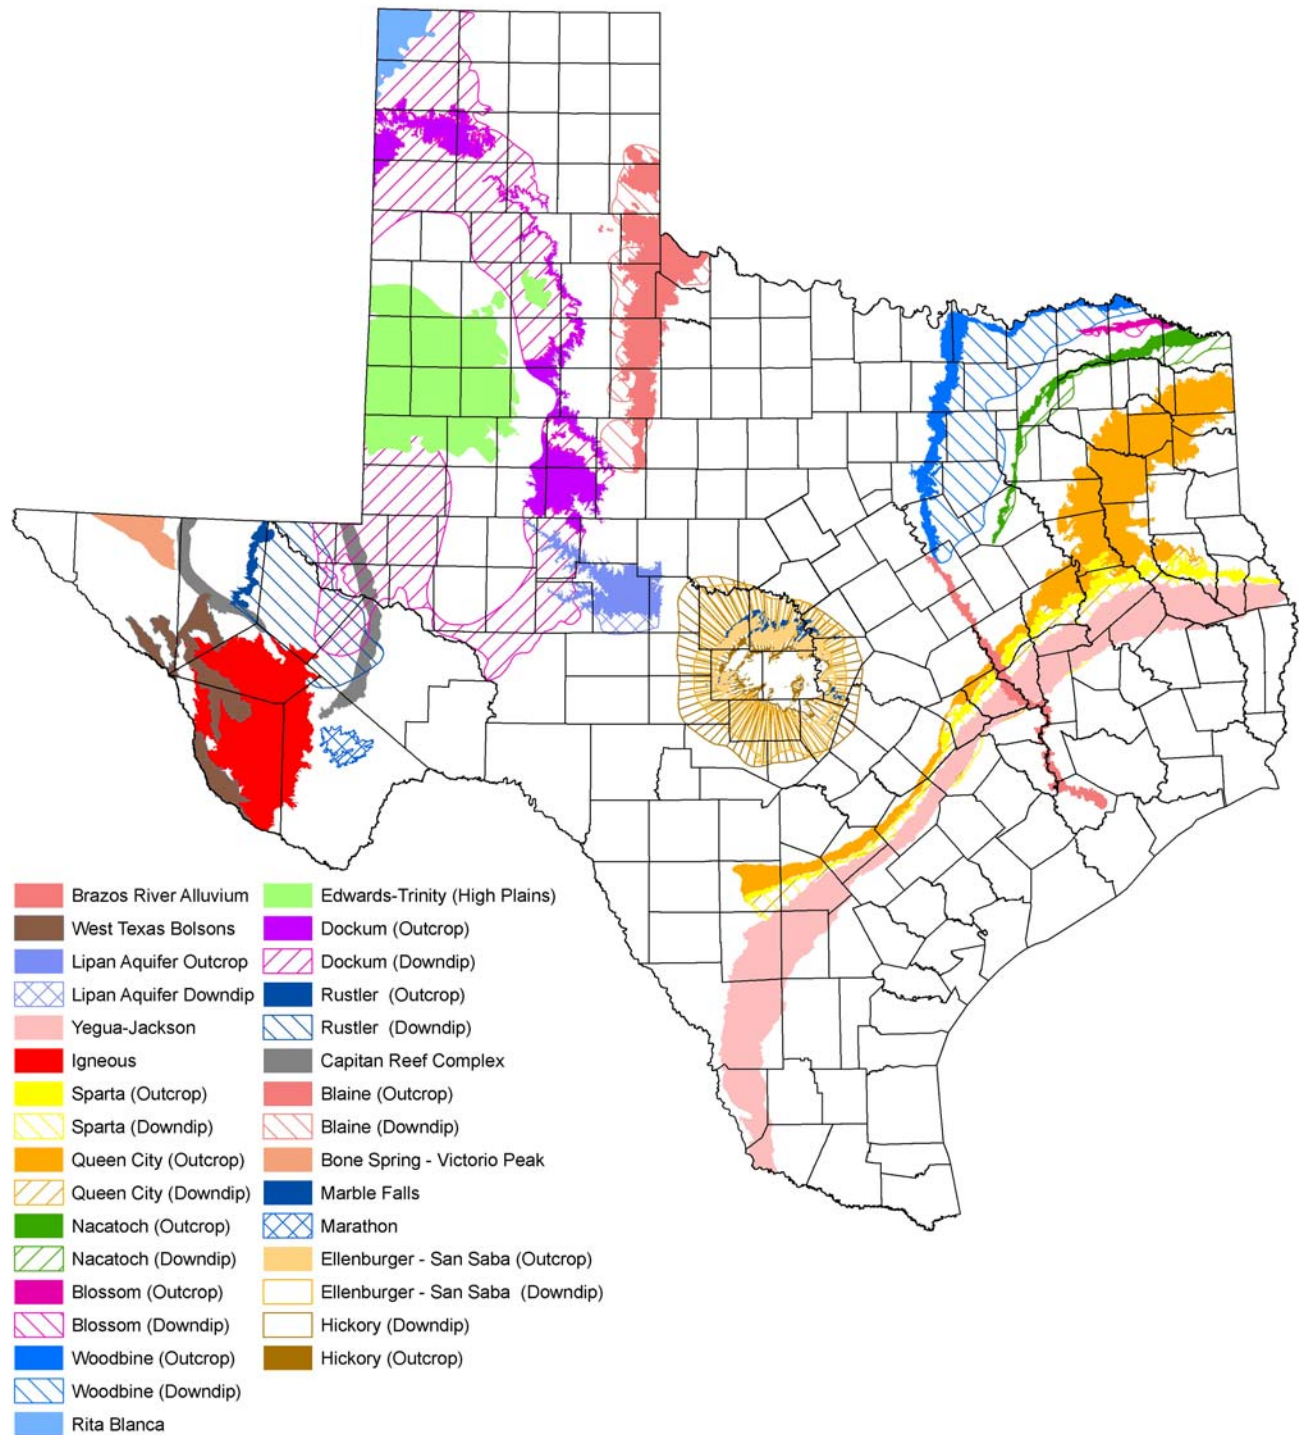 Brazos River Alluvium
West Texas Bolsons
Lipan Aquifer Outcrop
Lipan Aquifer Downdip
Yegua-Jackson
Igneous
Sparta (Outcrop)
Sparta (Downdip)
Queen City (Outcrop)
Queen City (Downdip)
Nacatoch (Outcrop)
Nacatoch (Downdip)
Blossom (Outcrop)
Blossom (Downdip)
Woodbine (Outcrop)
Woodbine (Downdip)
Rita Blanca
Edwards-Trinity (High Plains)
Dockum (Outcrop)
Dockum (Downdip)
Rustler (Outcrop)
Rustler (Downdip)
Capitan Reef Complex
Blaine (Outcrop)
Blaine (Downdip)
Bone Spring - Victorio Peak
Marble Falls
Marathon
Ellenburger - San Saba (Outcrop)
Ellenburger - San Saba (Downdip)
Hickory (Downdip)
Hickory (Outcrop)